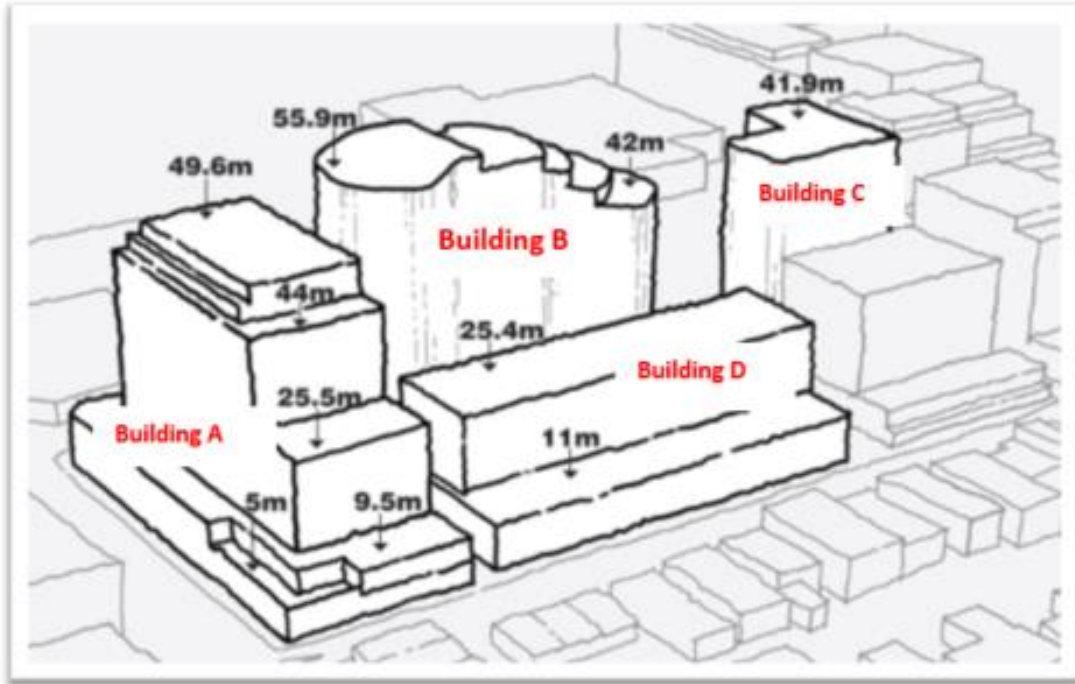 41.9m
55.9m
42m
49.6m
Building C
Building B
44m
25.4m
Building D
25.5m
Building A
11m
5m
9.5m